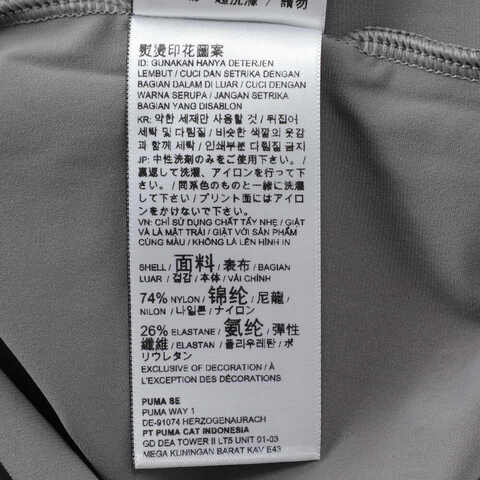 熨燙印花圖案
ID: GUNAKAN HANYA DETERJEN
LEMBUT / CUCI DAN SETRIKA DENGAN
BAGIAN DALAM DI LUAR / CUCI DENGAN
WARNA SERUPA / JANGAN SETRIKA
BAGIAN YANG DISABLON
KR: 약한 세제만 사용할 것 / 뒤집어
세탁 및 다림질 / 비슷한 색깔의 옷감
과 함께 세탁 / 인쇄부분 다림질 금지
JP: 中性洗剤のみをご使用下さい。/
裏返して洗濯、アイロンを行って下さ
い。/ 同系色のものと一緒に洗濯
して下さい / プリント面にはアイロ
ンをかけないで下さい。
VN: CHỈ SỬ DỤNG CHẤT TẨY NHẸ / GIẶT
VÀ LÀ MẶT TRÁI / GIẶT VỚI SẢN PHẨM
CÙNG MÀU / KHÔNG LÀ LÊN HÌNH IN
SHELL / 面料 / 表布 / BAGIAN
LUAR / 겉감 / 本体 / VẢI CHÍNH
74% NYLON / 锦纶 / 尼龍 /
NILON / 나일론 / ナイロン
26% ELASTANE / 氨纶 / 彈性
纖維 / ELASTAN / 폴리우레탄 / ポ
リウレタン
EXCLUSIVE OF DECORATION / À
L'EXCEPTION DES DÉCORATIONS
PUMA SE
PUMA WAY 1
DE-91074 HERZOGENAURACH
PT PUMA CAT INDONESIA
GD DEA TOWER II LT5 UNIT 01-03
MEGA KUNINGAN BARAT KAV E43